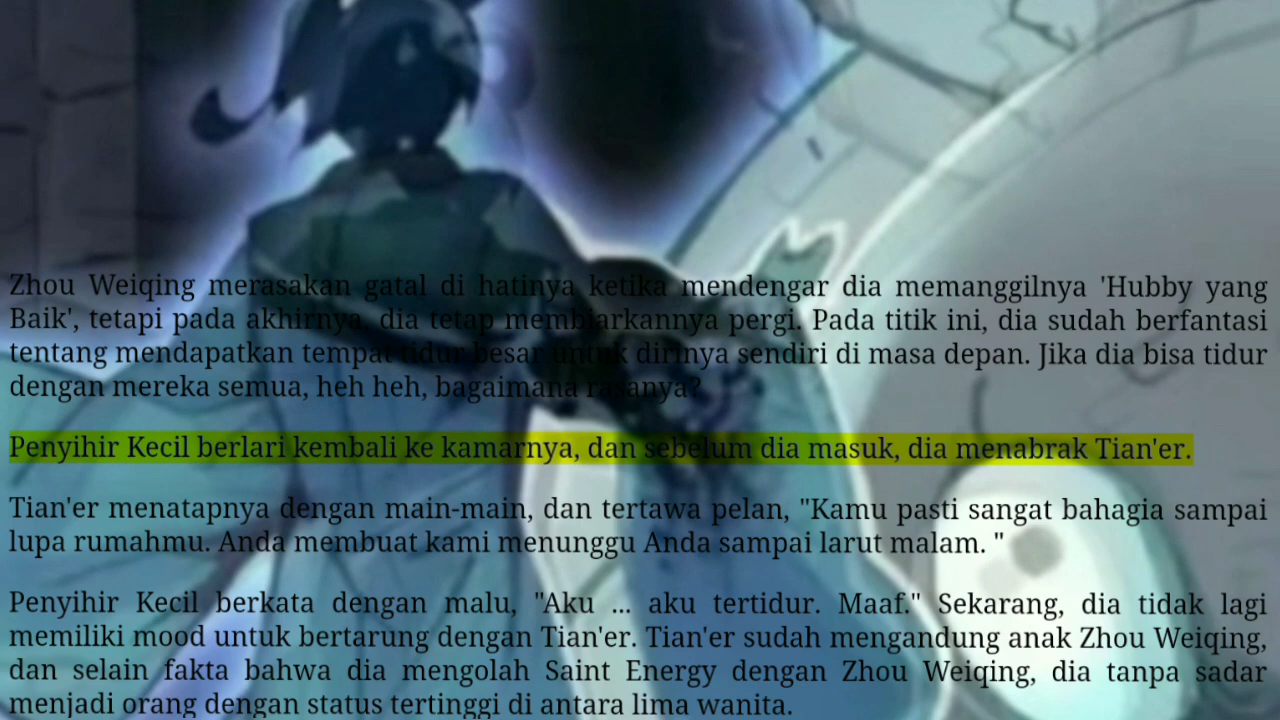 Zhou Weiqing merasakan gatal di hatinya ketika mendengar dia memanggilnya 'Hubby yang
Baik', tetapi pada akhirnya, dia tetap membiarkannya pergi. Pada titik ini, dia sudah berfantasi
tentang mendapatkan tempat tidur besar untuk dirinya sendiri di masa depan. Jika dia bisa tidur
dengan mereka semua, heh heh, bagaimana rasanya?
Penyihir Kecil berlari kembali ke kamarnya, dan sebelum dia masuk, dia menabrak Tian'er.
Tian'er menatapnya dengan main-main, dan tertawa pelan, "Kamu pasti sangat bahagia sampai
lupa rumahmu. Anda membuat kami menunggu Anda sampai larut malam. "
Penyihir Kecil berkata dengan malu, "Aku ... aku tertidur. Maaf." Sekarang, dia tidak lagi
memiliki mood untuk bertarung dengan Tian'er. Tian'er sudah mengandung anak Zhou Weiqing,
dan selain fakta bahwa dia mengolah Saint Energy dengan Zhou Weiqing, dia tanpa sadar
menjadi orang dengan status tertinggi di antara lima wanita.